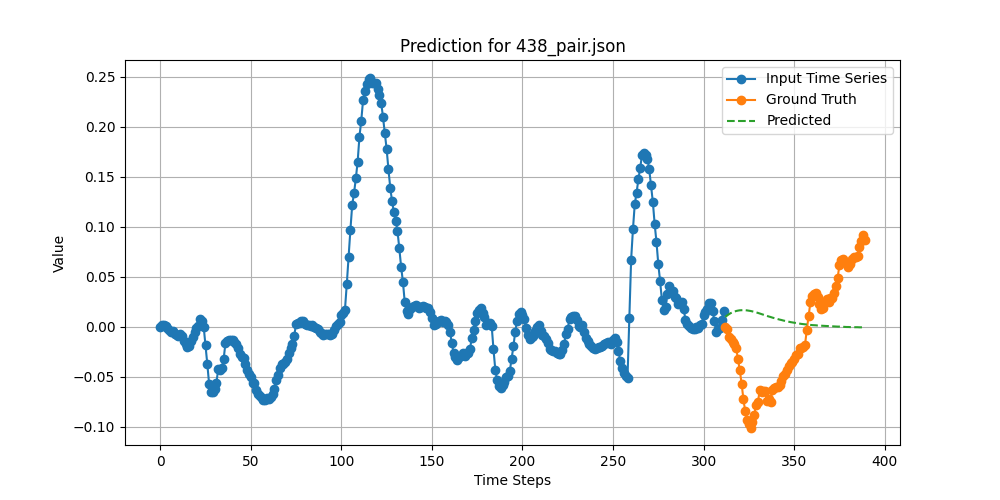 Prediction for 438_pair.json
Input Time Series
Ground Truth
Predicted
Value
0.25
0.20
0.15
0.10
0.05
0.00
−0.05
−0.10
0 50 100 150 200 250 300 350 400
Time Steps